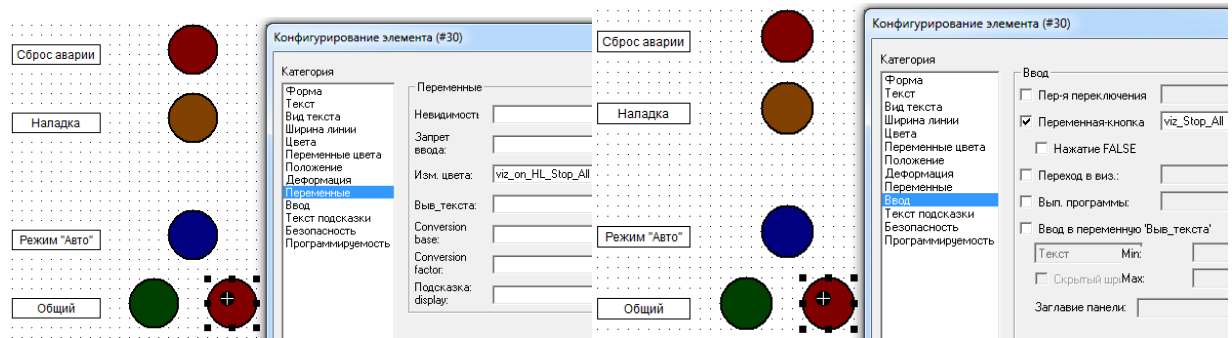 Сброс аварии
Наладка
Режим "Авто"
Общий
Конфигурирование элемента (#30)
Категория
Форма
Текст
Вид текста
Ширина линии
Цвета
Переменные цвета
Положение
Деформация
Переменные
Ввод
Текст подсказки
Безопасность
Программируемость
Переменные
Невидимость
Запрет
ввода:
Изм. цвета: viz_on_HL_Stop_All
Выв_текста:
Conversion
base:
Conversion
factor:
Подсказка:
display:
Сброс аварии
Наладка
Режим "Авто"
Общий
Конфигурирование элемента (#30)
Категория
Форма
Текст
Вид текста
Ширина линии
Цвета
Переменные цвета
Положение
Деформация
Переменные
Ввод
Текст подсказки
Безопасность
Программируемость
Ввод
Пер-я переключения
Переменная-кнопка viz_Stop_All
Нажатие FALSE
Переход в виз.:
Вып. программы:
Ввод в переменную 'Выв_текста'
Текст Min:
Скрытый шри Max:
Заглавие панели: